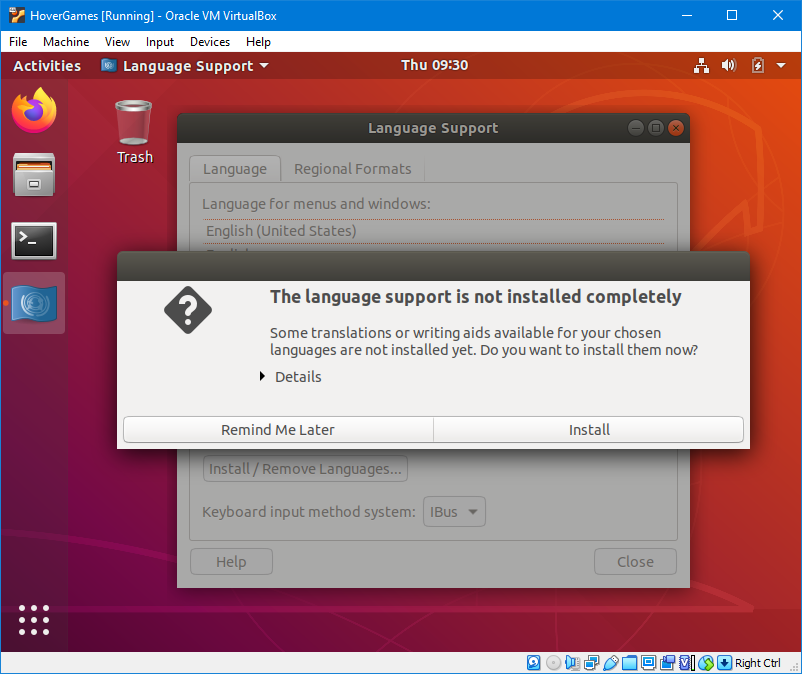 HoverGames [Running] - Oracle VM VirtualBox
File Machine View Input Devices Help
Activities Language Support Thu 09:30
Trash
Language Support
Language Regional Formats
Language for menus and windows:
English (United States)
The language support is not installed completely
Some translations or writing aids available for your chosen
languages are not installed yet. Do you want to install them now?
Details
Remind Me Later Install
Install / Remove Languages...
Keyboard input method system: IBus
Help Close
Right Ctrl